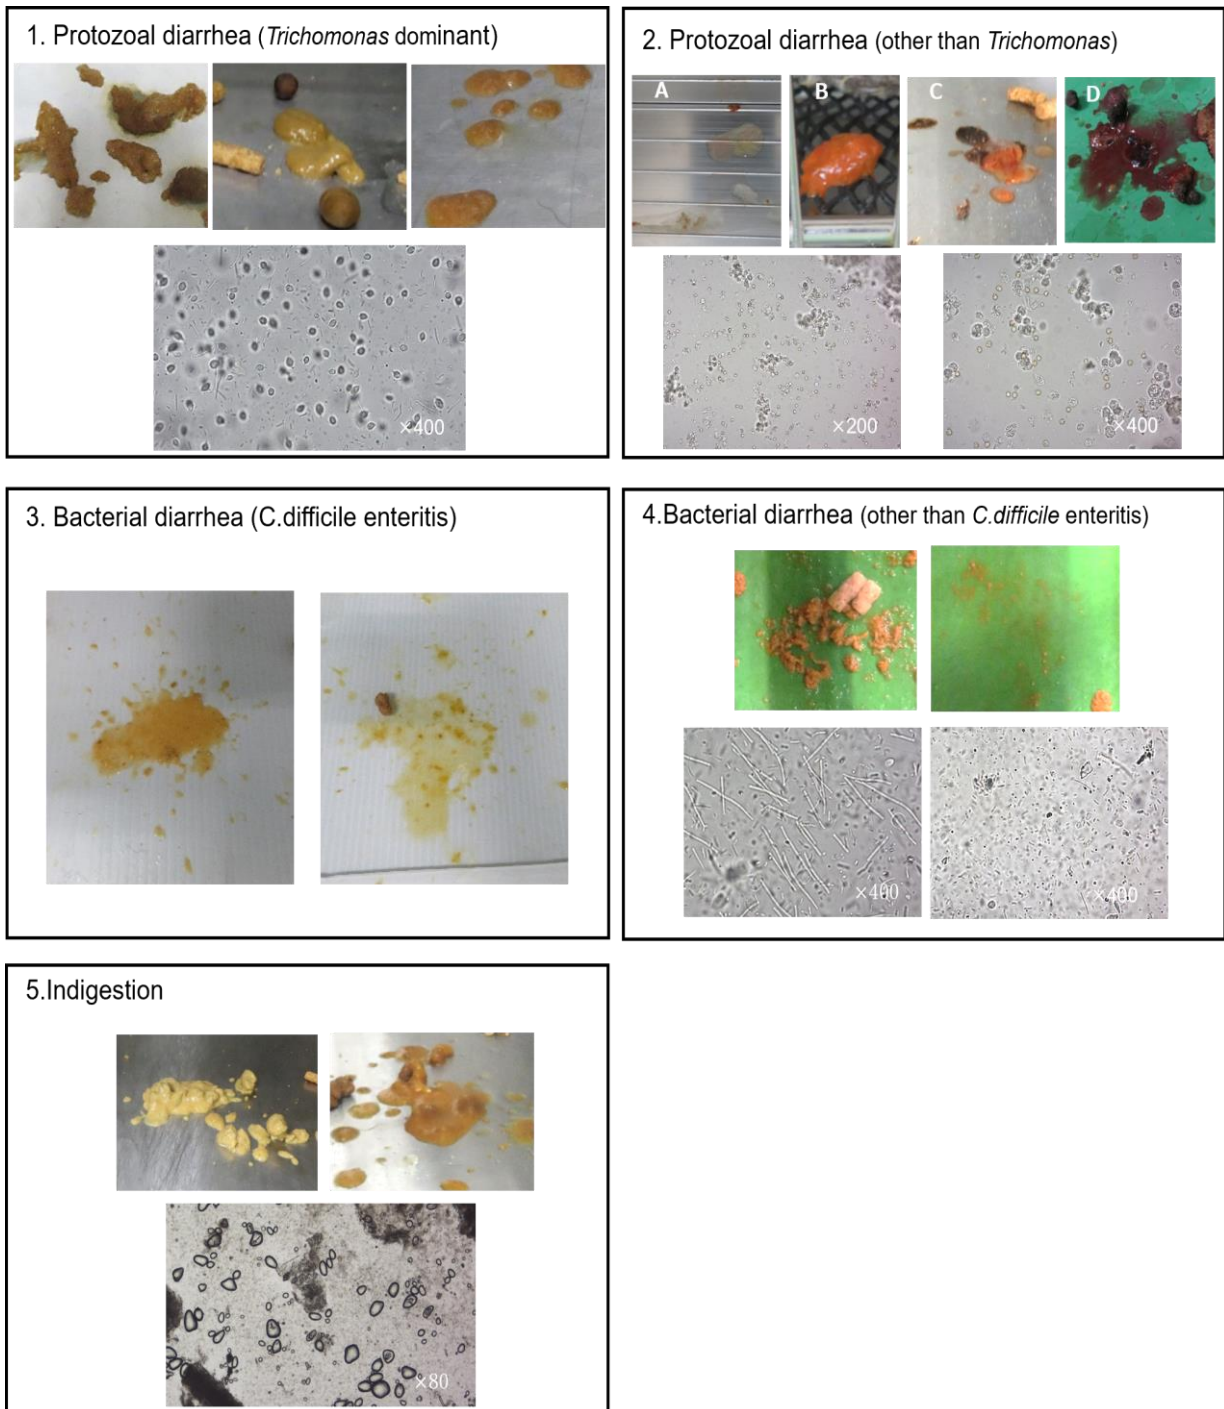 1. Protozoal diarrhea (Trichomonas dominant)
×400
2. Protozoal diarrhea (other than Trichomonas)
A B C D
×200 ×400
3. Bacterial diarrhea (C.difficile enteritis)
4.Bacterial diarrhea (other than C.difficile enteritis)
×400 ×400
5.Indigestion
×80